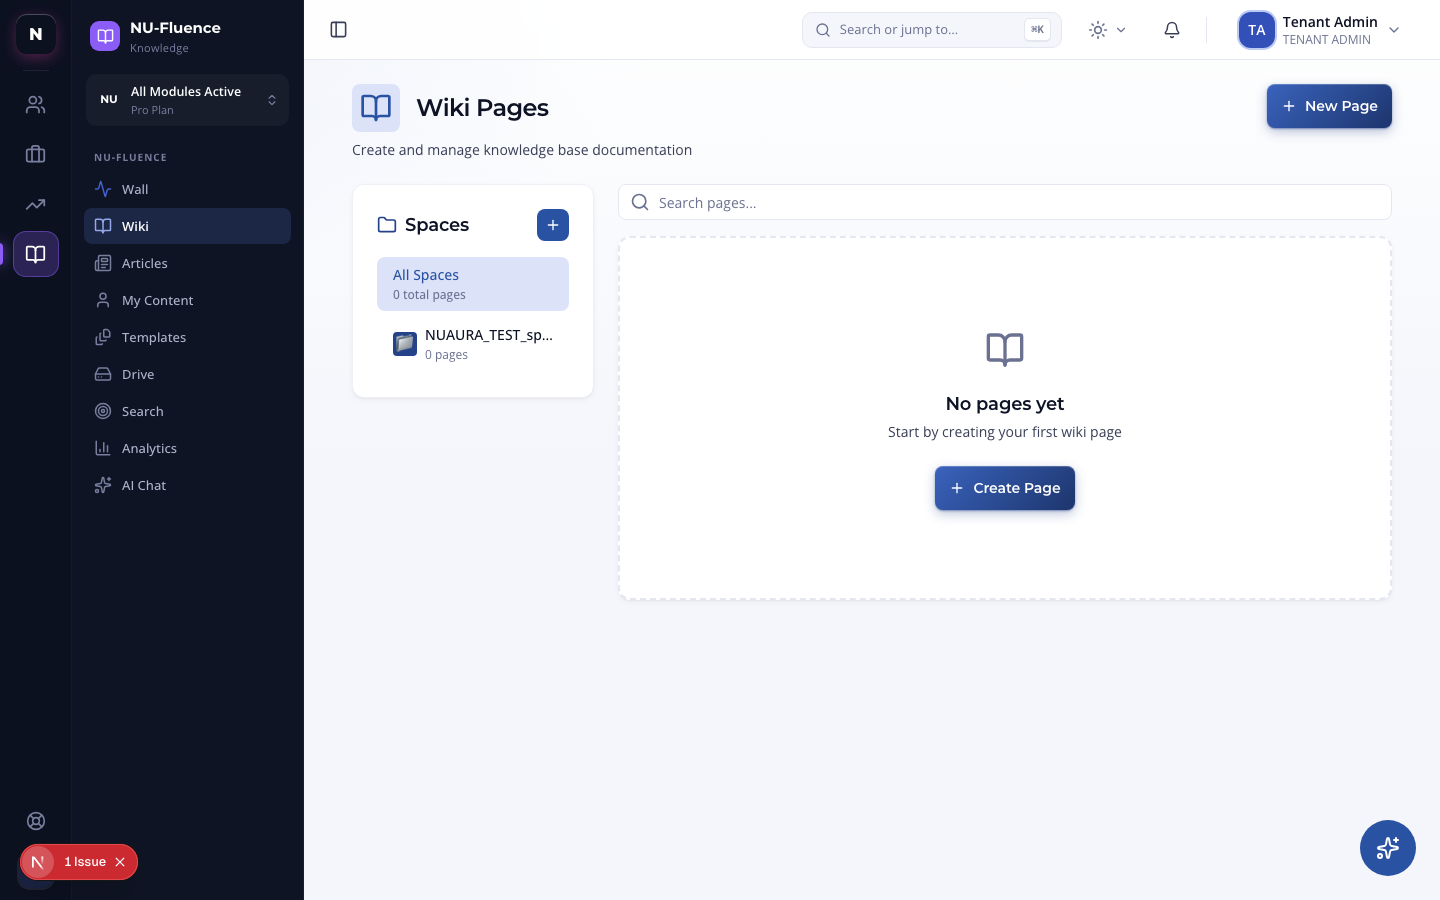 N
NU-Fluence
Knowledge
NU
All Modules Active
Pro Plan
NU-FLUENCE
Wall
Wiki
Articles
My Content
Templates
Drive
Search
Analytics
AI Chat
N
1 Issue
Search or jump to...
⌘K
TA
Tenant Admin
TENANT ADMIN
Wiki Pages
New Page
Create and manage knowledge base documentation
Spaces
All Spaces
0 total pages
NUAURA_TEST_sp...
0 pages
Search pages...
No pages yet
Start by creating your first wiki page
Create Page